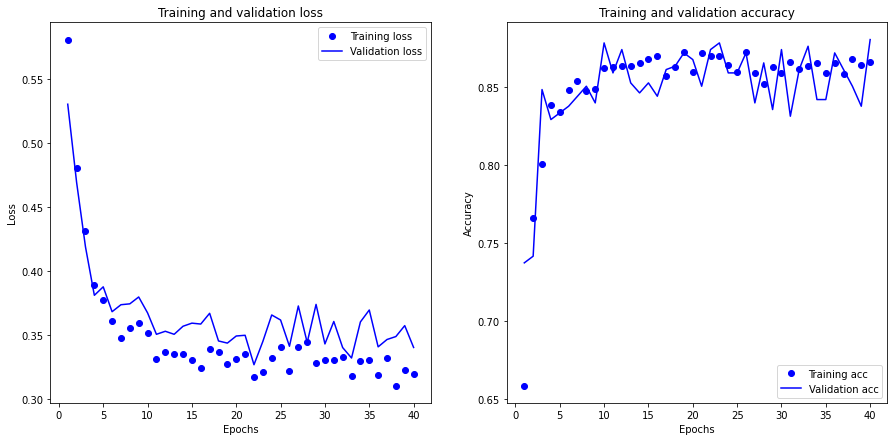 Training and validation loss
Training loss
Validation loss
0.55
0.50
0.45
0.40
0.35
0.30
Loss
0 5 10 15 20 25 30 35 40
Epochs
Training and validation accuracy
0.85
0.80
0.75
0.70
0.65
Accuracy
Training acc
Validation acc
0 5 10 15 20 25 30 35 40
Epochs